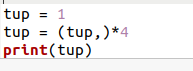 tup = 1
tup = (tup,)*4
print(tup)